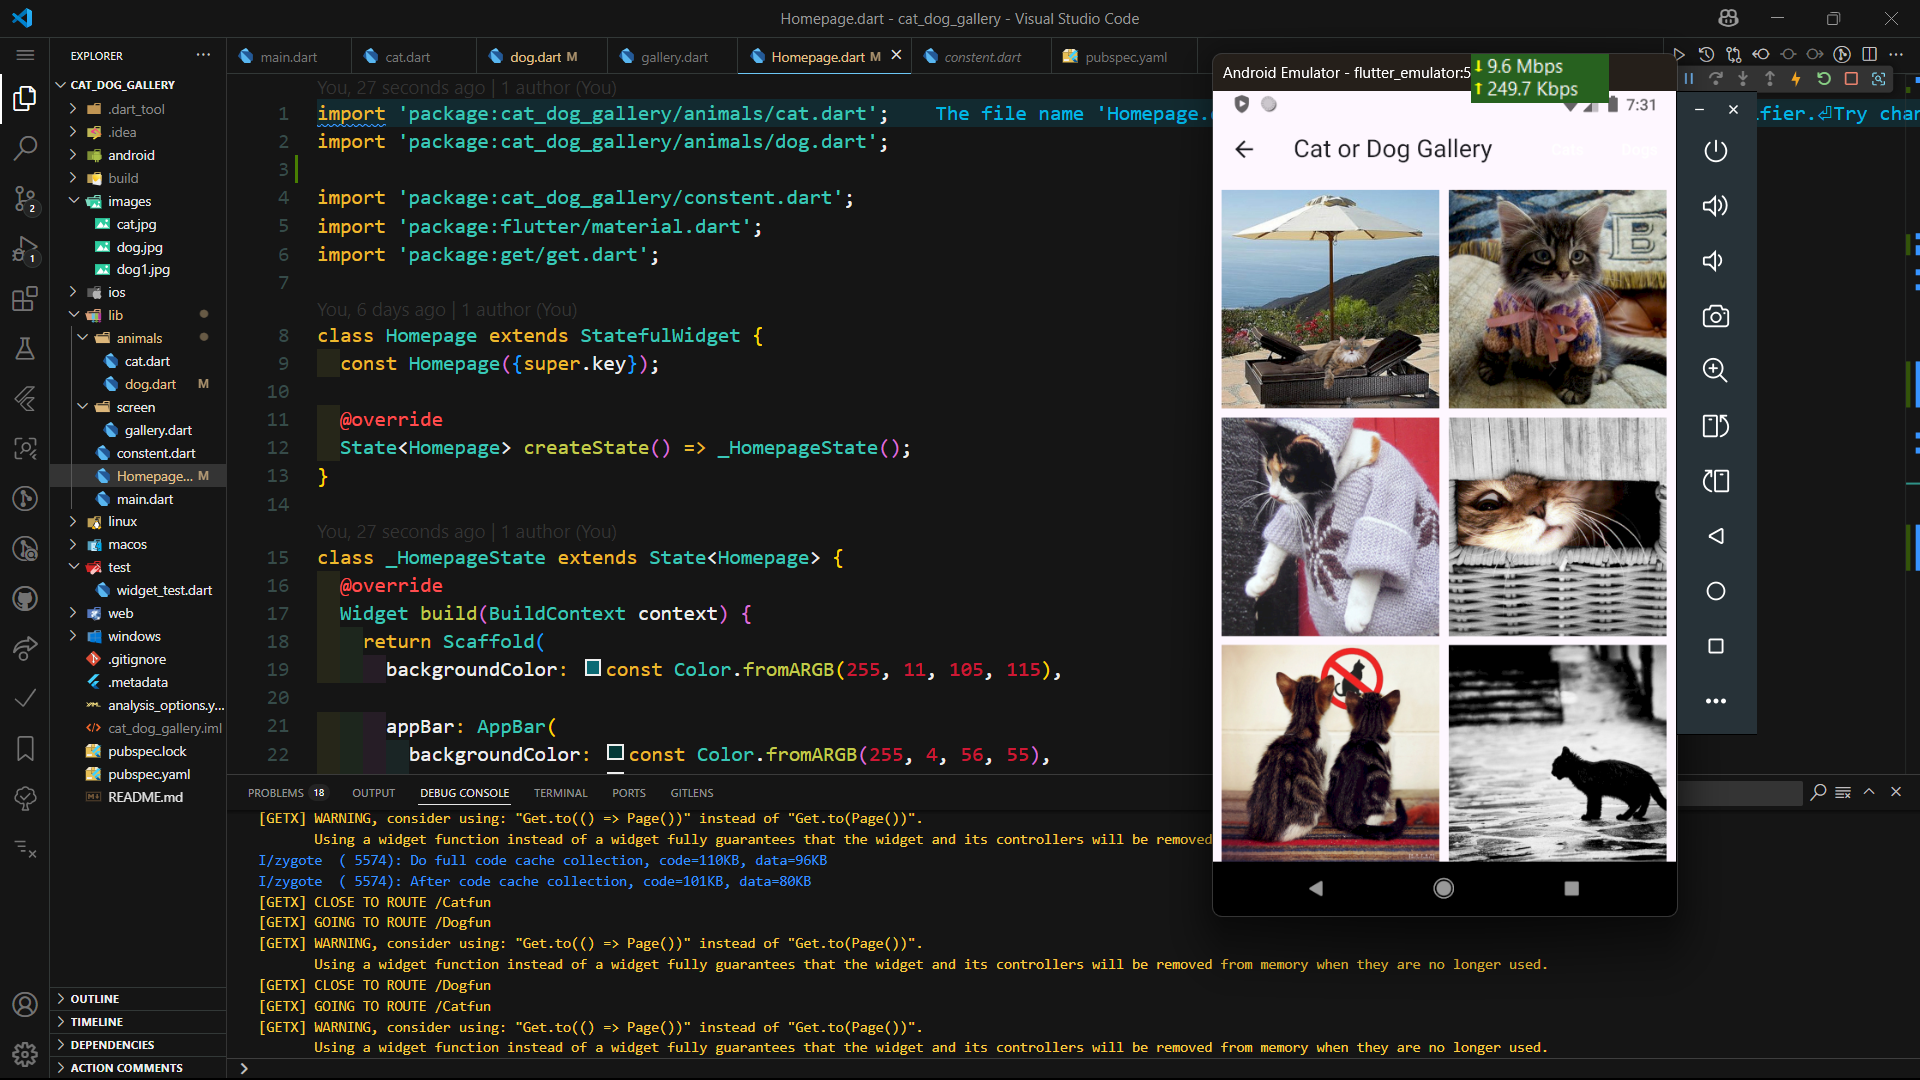 Homepage.dart - cat_dog_gallery - Visual Studio Code
EXPLORER
CAT_DOG_GALLERY
.dart_tool
.idea
android
build
images
cat.jpg
dog.jpg
dog1.jpg
ios
lib
animals
cat.dart
dog.dart M
screen
gallery.dart
constent.dart
Homepage... M
main.dart
linux
macos
test
widget_test.dart
web
windows
.gitignore
.metadata
analysis_options.y...
cat_dog_gallery.iml
pubspec.lock
pubspec.yaml
README.md
OUTLINE
TIMELINE
DEPENDENCIES
ACTION COMMENTS
2
1
main.dart
cat.dart
dog.dart M
gallery.dart
Homepage.dart M
constent.dart
pubspec.yaml
You, 27 seconds ago | 1 author (You)
1 import 'package:cat_dog_gallery/animals/cat.dart'; The file name 'Homepage. ifier.⏎Try char
2 import 'package:cat_dog_gallery/animals/dog.dart';
3
4 import 'package:cat_dog_gallery/constent.dart';
5 import 'package:flutter/material.dart';
6 import 'package:get/get.dart';
7
You, 6 days ago | 1 author (You)
8 class Homepage extends StatefulWidget {
9 const Homepage({super.key});
10
11 @override
12 State<Homepage> createState() => _HomepageState();
13 }
14
You, 27 seconds ago | 1 author (You)
15 class _HomepageState extends State<Homepage> {
16 @override
17 Widget build(BuildContext context) {
18 return Scaffold(
19 backgroundColor: const Color.fromARGB(255, 11, 105, 115),
20
21 appBar: AppBar(
22 backgroundColor: const Color.fromARGB(255, 4, 56, 55),
PROBLEMS 18 OUTPUT DEBUG CONSOLE TERMINAL PORTS GITLENS
[GETX] WARNING, consider using: "Get.to(() => Page())" instead of "Get.to(Page())".
Using a widget function instead of a widget fully guarantees that the widget and its controllers will be removed
I/zygote ( 5574): Do full code cache collection, code=110KB, data=96KB
I/zygote ( 5574): After code cache collection, code=101KB, data=80KB
[GETX] CLOSE TO ROUTE /Catfun
[GETX] GOING TO ROUTE /Dogfun
[GETX] WARNING, consider using: "Get.to(() => Page())" instead of "Get.to(Page())".
Using a widget function instead of a widget fully guarantees that the widget and its controllers will be removed from memory when they are no longer used.
[GETX] CLOSE TO ROUTE /Dogfun
[GETX] GOING TO ROUTE /Catfun
[GETX] WARNING, consider using: "Get.to(() => Page())" instead of "Get.to(Page())".
Using a widget function instead of a widget fully guarantees that the widget and its controllers will be removed from memory when they are no longer used.
Android Emulator - flutter_emulator:5
9.6 Mbps
249.7 Kbps
7:31
Cat or Dog Gallery
B